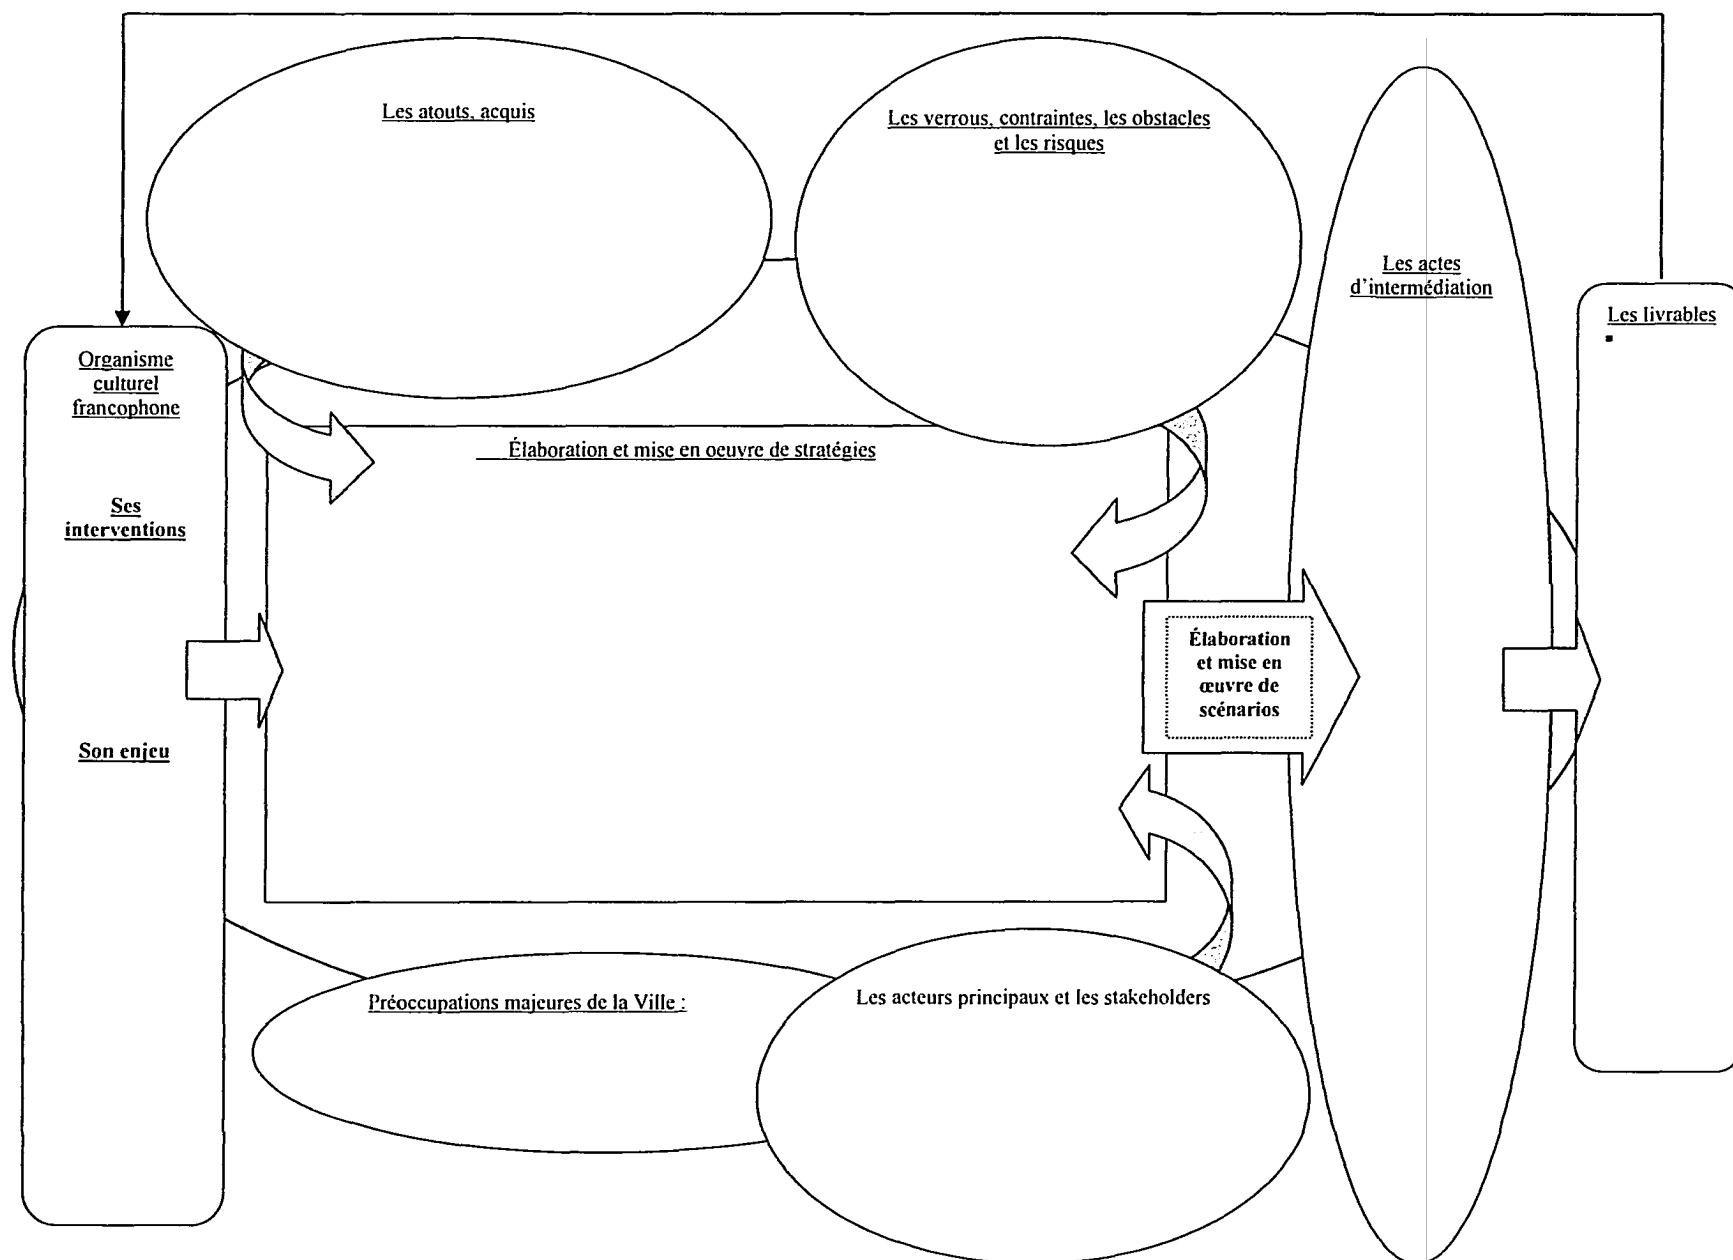 Les atouts, acquis
Les verrous, contraintes, les obstacles
et les risques
Les actes
d'intermédiation
Les livrables
▪
Organisme
culturel
francophone
Ses
interventions
Son enjeu
Élaboration et mise en oeuvre de stratégies
Élaboration
et mise en
œuvre de
scénarios
Préoccupations majeures de la Ville :
Les acteurs principaux et les stakeholders